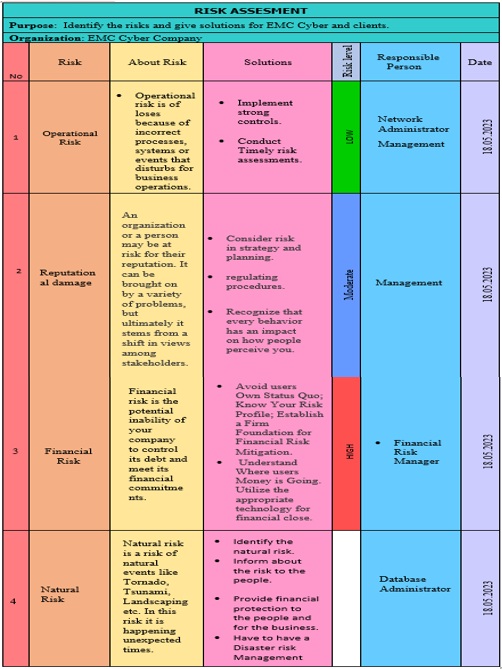 RISK ASSESMENT
Purpose: Identify the risks and give solutions for EMC Cyber and clients.
Organization: EMC Cyber Company
No
Risk
About Risk
Solutions
Risk level
Responsible
Person
Date
1
Operational
Risk
• Operational
risk is of
loses
because of
incorrect
processes,
systems or
events that
disturbs for
business
operations.
• Implement
strong
controls.
• Conduct
Timely risk
assessments.
LOW
Network
Administrator
Management
18.05.2023
2
Reputation
al damage
An
organization
or a person
may be at
risk for their
reputation. It
can be
brought on
by a variety
of problems,
but
ultimately it
stems from a
shift in views
among
stakeholders.
• Consider risk
in strategy and
planning.
• regulating
procedures.
• Recognize that
every behavior
has an impact
on how people
perceive you.
Moderate
Management
18.05.2023
3
Financial
Risk
Financial
risk is the
potential
inability of
your
company
to control
its debt and
meet its
financial
commitme
nts.
• Avoid users
Own Status Quo;
Know Your Risk
Profile; Establish
a Firm
Foundation for
Financial Risk
Mitigation.
• Understand
Where users
Money is Going.
Utilize the
appropriate
technology for
financial close.
HIGH
• Financial
Risk
Manager
18.05.2023
4
Natural
Risk
Natural risk
is a risk of
natural
events like
Tornado,
Tsunami,
Landscaping
etc. In this
risk it is
happening
unexpected
times.
• Identify the
natural risk.
• Inform about
the risk to the
people.
• Provide financial
protection to
the people and
for the business.
• Have to have a
Disaster risk
Management
Database
Administrator
18.05.2023